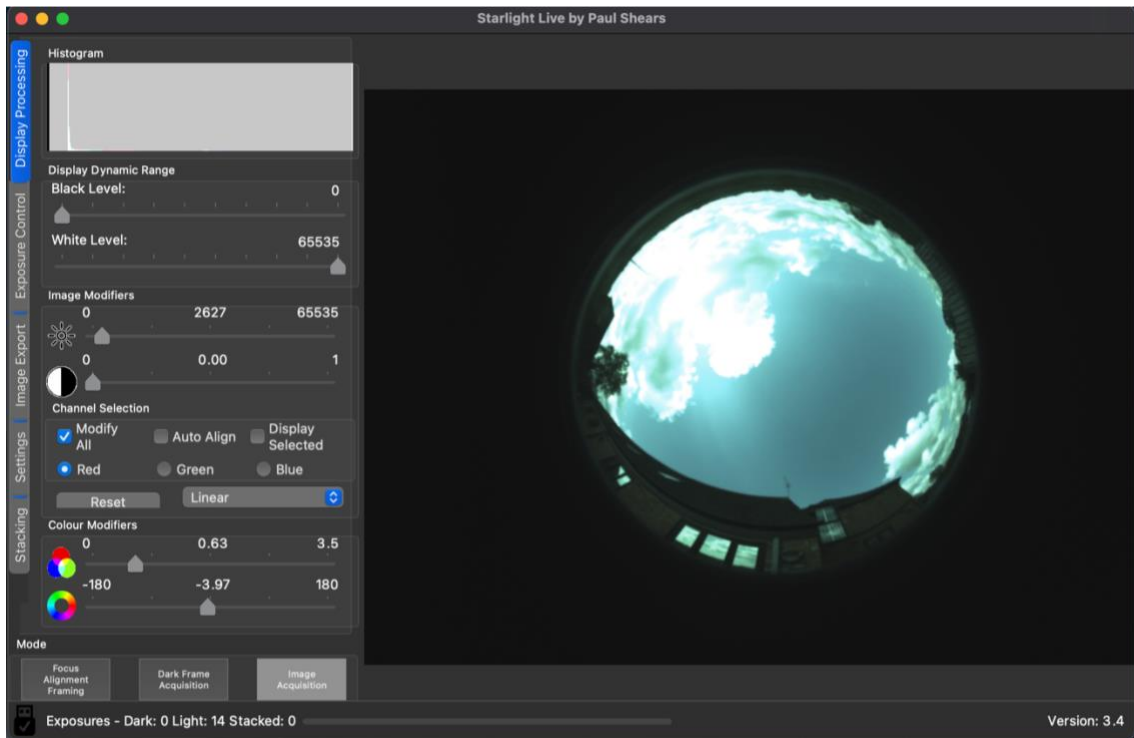 Starlight Live by Paul Shears
Display Processing
Exposure Control
Image Export
Settings
Stacking
Histogram
Display Dynamic Range
Black Level: 0
White Level: 65535
Image Modifiers
0 2627 65535
0 0.00 1
Channel Selection
Modify All Auto Align Display Selected
Red Green Blue
Reset Linear
Colour Modifiers
0 0.63 3.5
-180 -3.97 180
Mode
Focus Alignment Framing
Dark Frame Acquisition
Image Acquisition
Exposures - Dark: 0 Light: 14 Stacked: 0 Version: 3.4